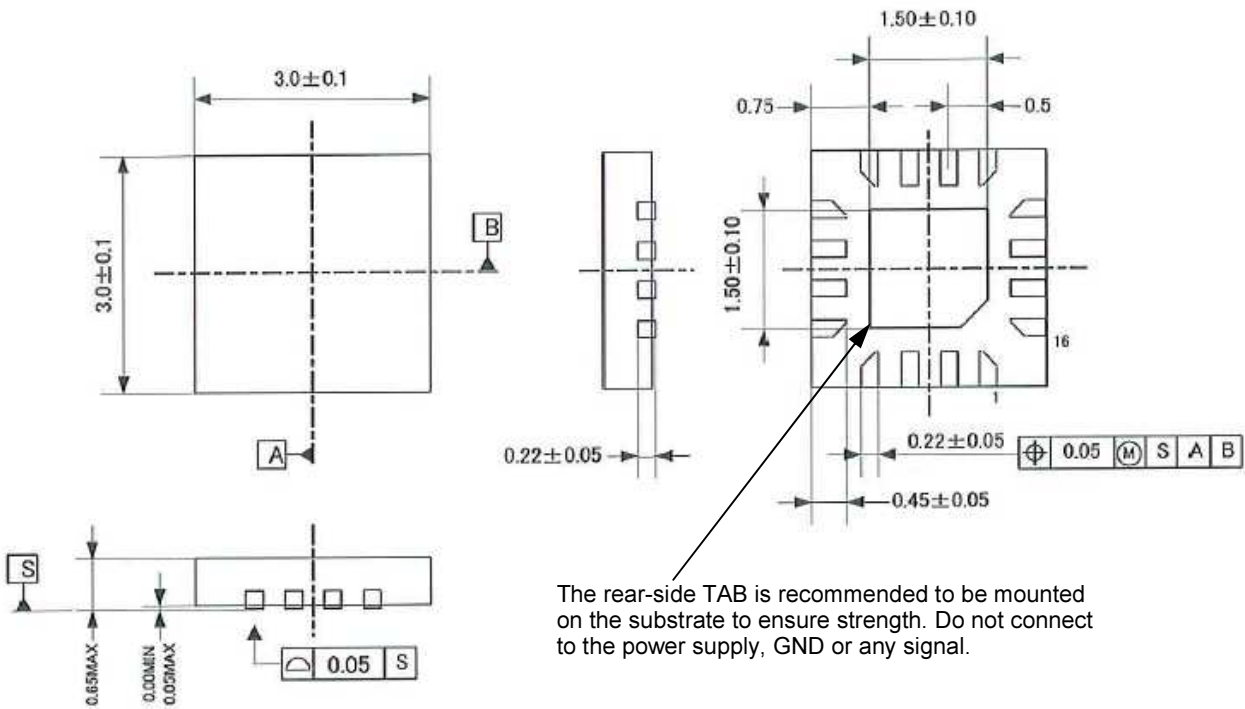 1.50±0.10
3.0±0.1
0.75
0.5
3.0±0.1
B
1.50±0.10
16
1
A
0.22±0.05
0.22±0.05
⌖ 0.05 Ⓜ S A B
0.45±0.05
S
0.65MAX
0.00MIN
0.05MAX
⌓ 0.05 S
The rear-side TAB is recommended to be mounted
on the substrate to ensure strength. Do not connect
to the power supply, GND or any signal.